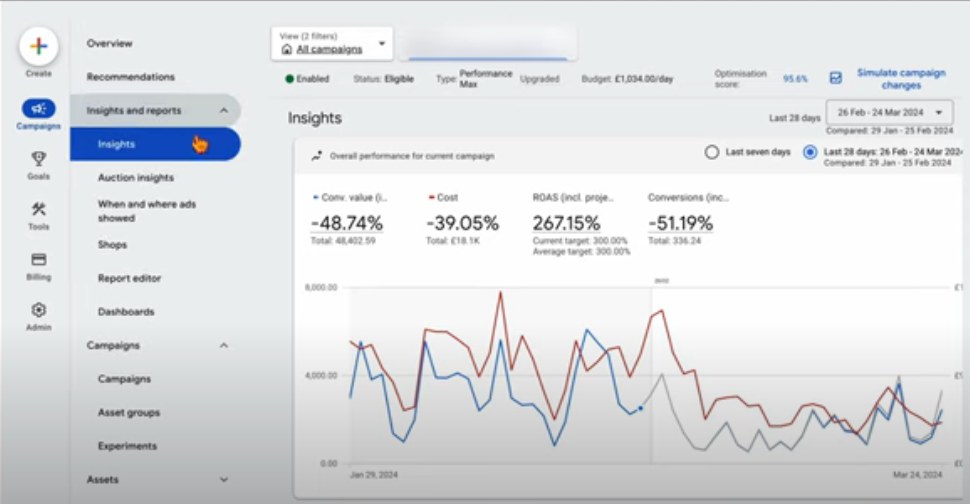 Create
Campaigns
Goals
Tools
Billing
Admin
Overview
Recommendations
Insights and reports
Insights
Auction insights
When and where ads
showed
Shops
Report editor
Dashboards
Campaigns
Campaigns
Asset groups
Experiments
Assets
View (2 filters)
All campaigns
Enabled
Status: Eligible
Type: Performance
Max
Upgraded
Budget: £1,034.00/day
Optimisation
score:
95.6%
Simulate campaign
changes
Insights
Last 28 days
26 Feb - 24 Mar 2024
Compared: 29 Jan - 25 Feb 2024
Overall performance for current campaign
Last seven days
Last 28 days: 26 Feb - 24 Mar 2024
Compared: 29 Jan - 25 Feb 2024
Conv. value (i...
-48.74%
Total: 48,402.59
Cost
-39.05%
Total: £18.1K
ROAS (incl. proje...
267.15%
Current target: 300.00%
Average target: 300.00%
Conversions (inc...
-51.19%
Total: 336.24
8,000.00
4,000.00
0.00
Jan 29, 2024
Mar 24, 2024